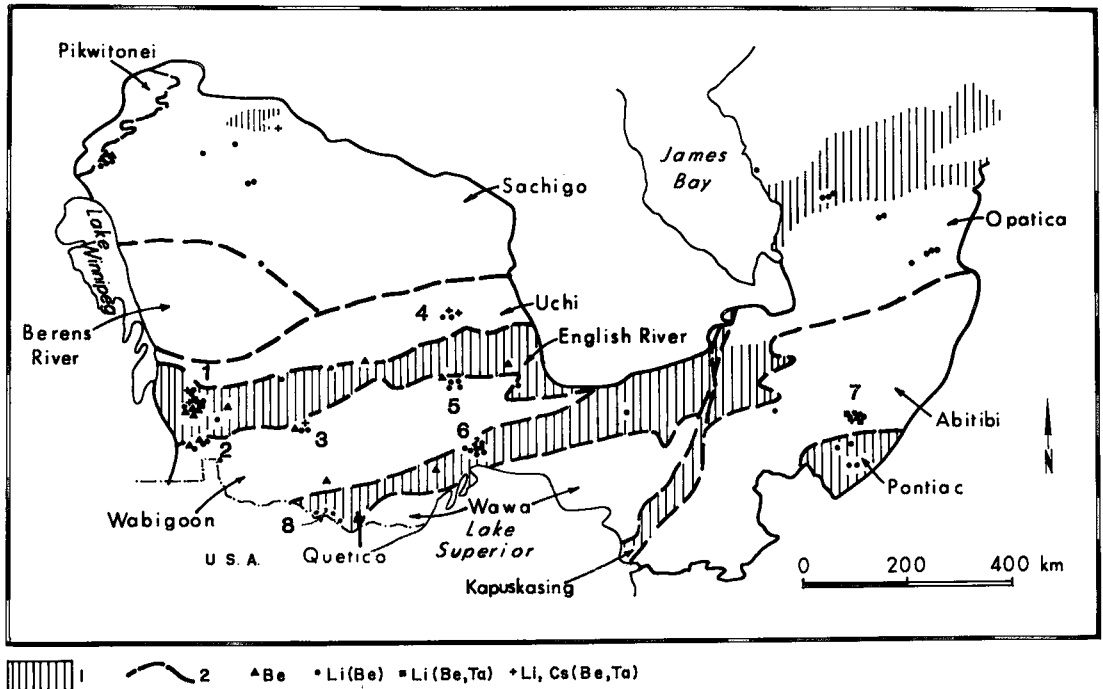 Pikwitonei
James
Bay
Sachigo
Opatica
Lake
Winnipeg
4
Uchi
Berens
River
English River
1
5
7
6
3
Abitibi
2
Pontiac
Wabigoon
8
Wawa
U.S.A.
Quetico
Lake
Superior
Kapuskasing
N
0 200 400 km
1 2 ▲Be •Li(Be) ▪Li(Be,Ta) +Li, Cs(Be,Ta)